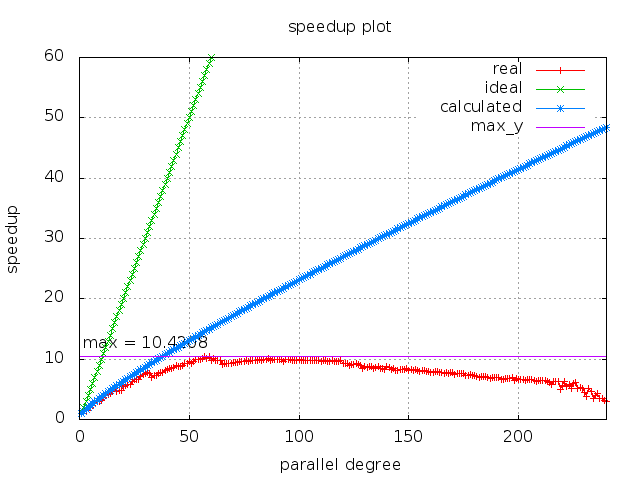 speedup plot
60
50
40
30
20
10
0
speedup
real
ideal
calculated
max_y
max = 10.4208
0 50 100 150 200
parallel degree